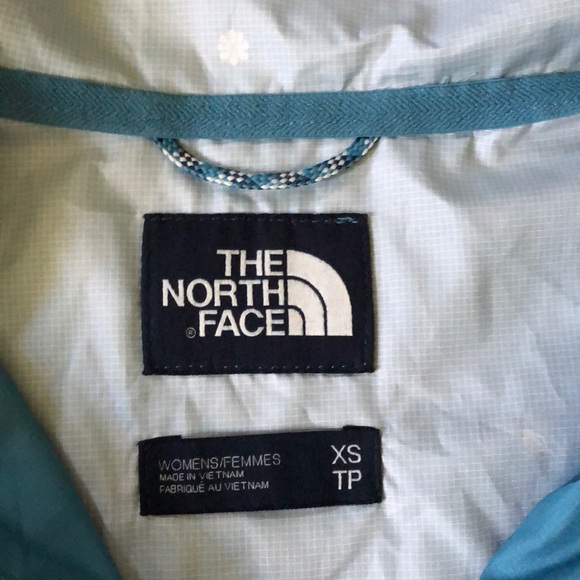 THE
NORTH
® FACE
WOMENS/FEMMES
MADE IN VIETNAM
FABRIQUÉ AU VIETNAM
XS
TP